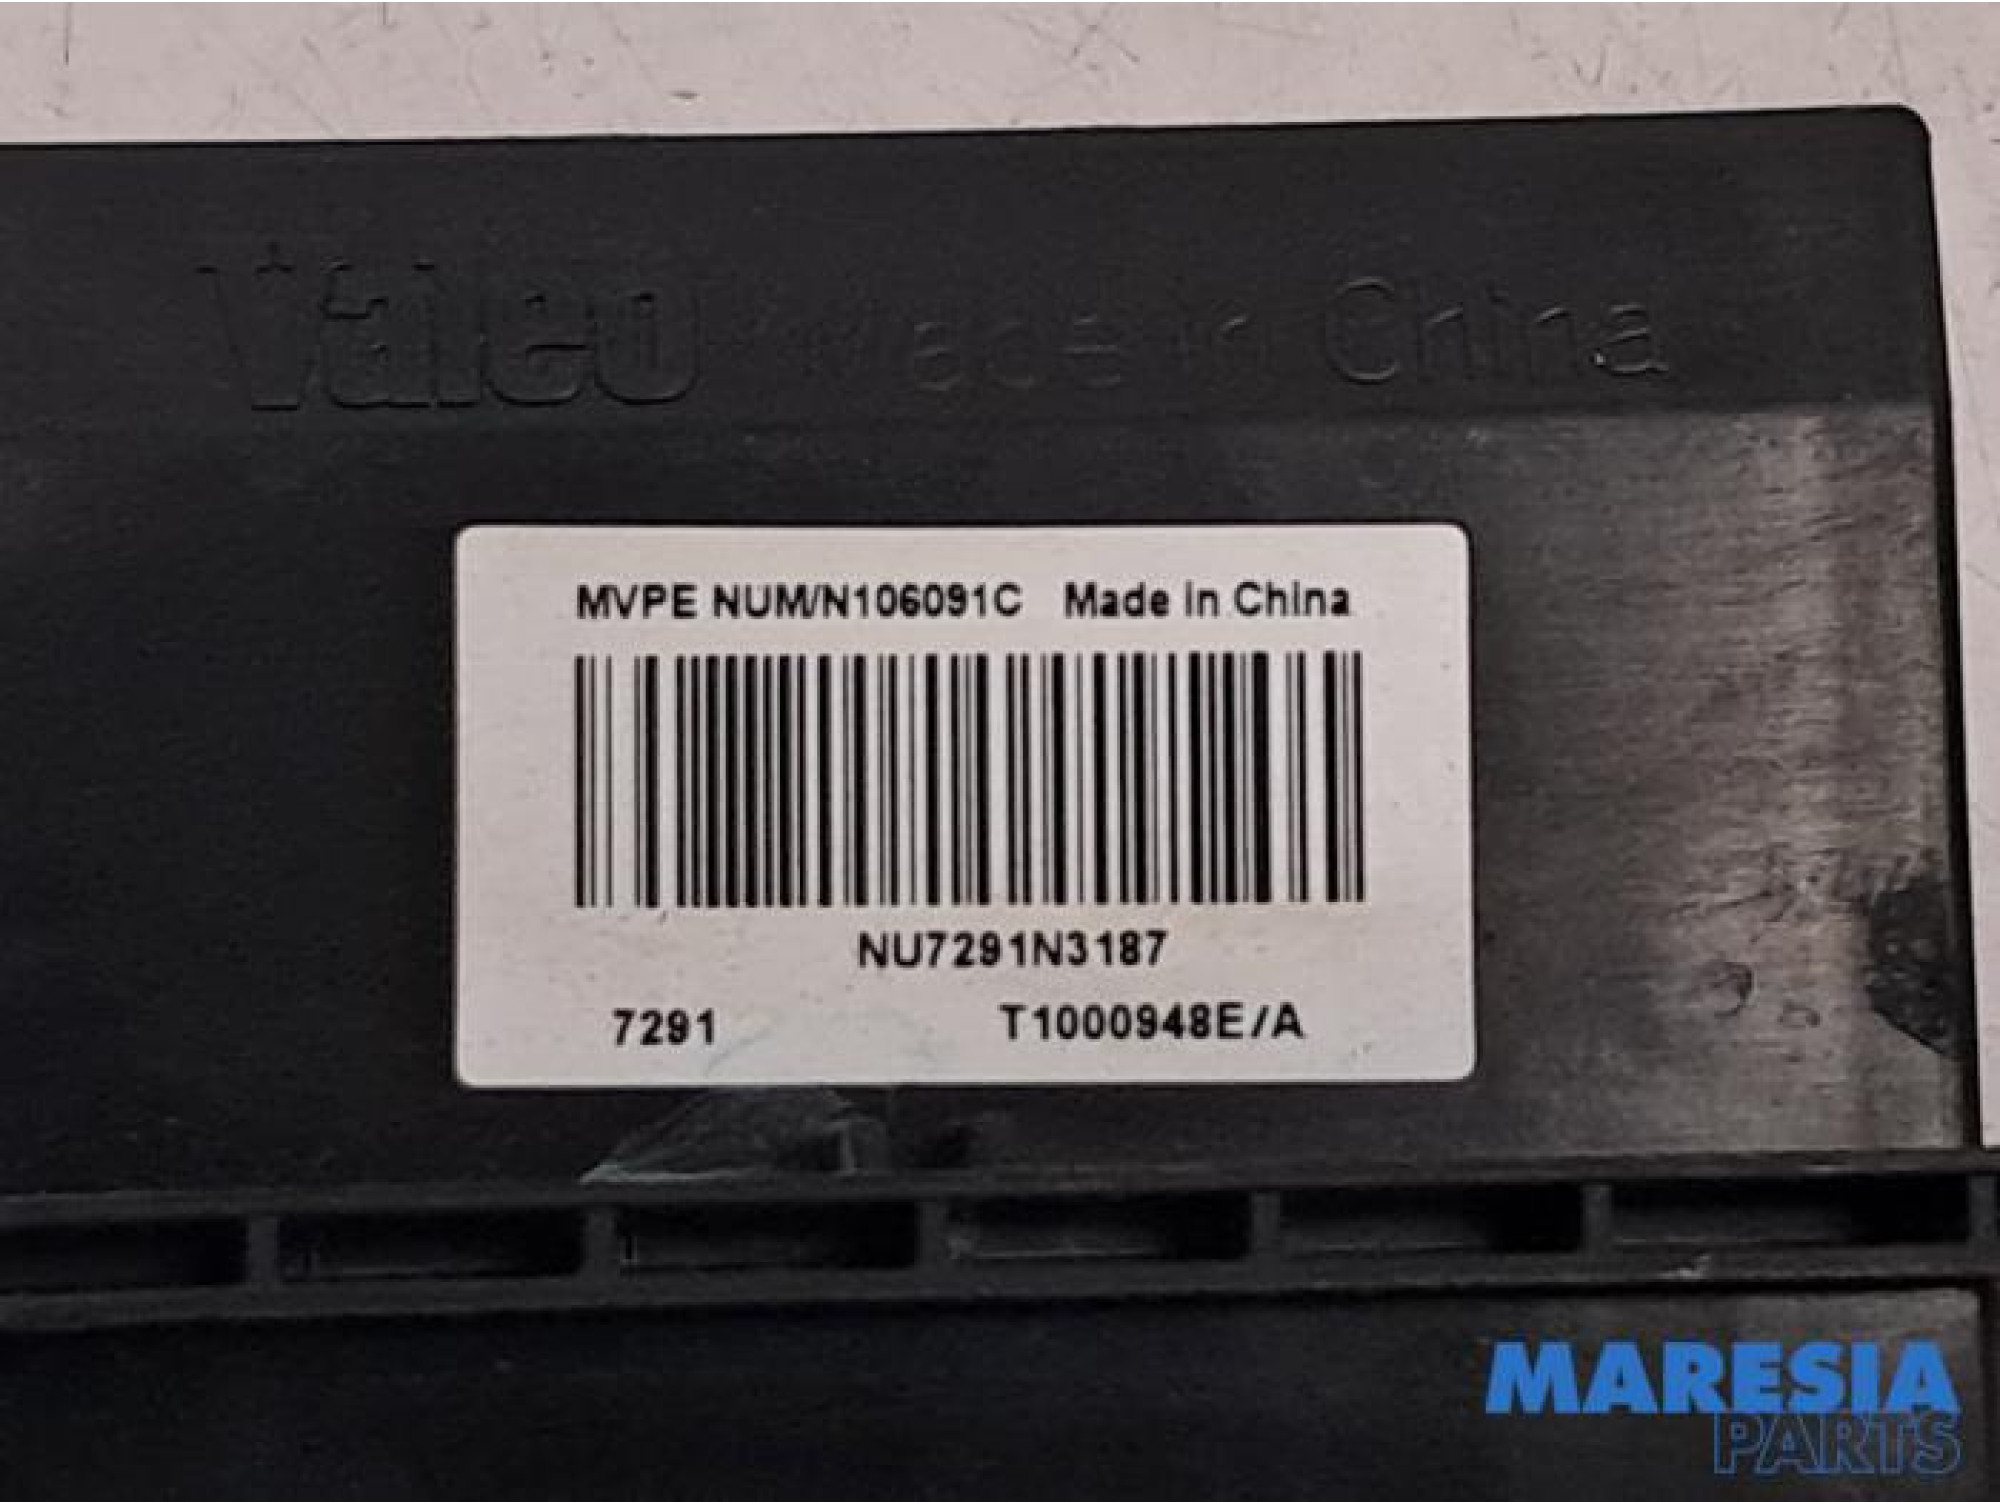 Valeo Made in China
MVPE NUM/N106091C Made in China
NU7291N3187
7291 T1000948E/A
MARESIA
PARTS